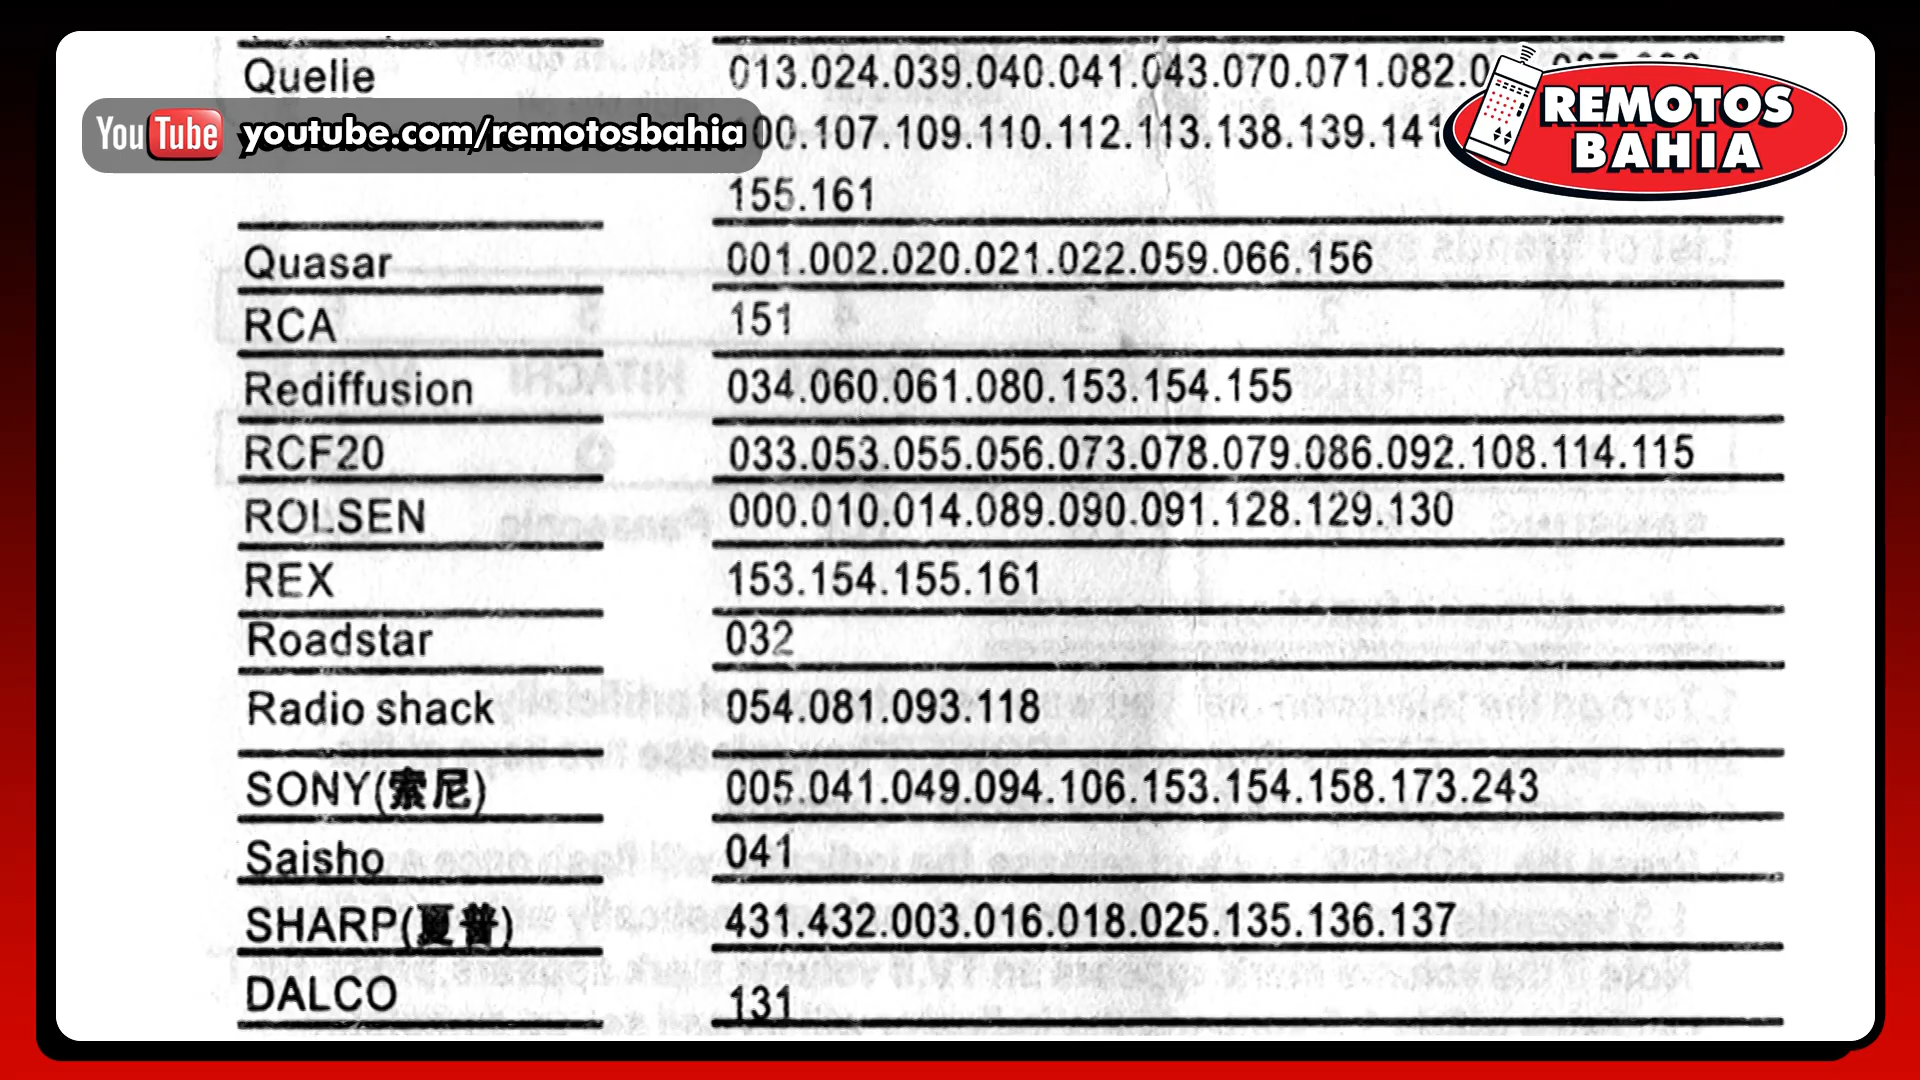 Quelie 013.024.039.040.041.043.070.071.082.0
YouTube youtube.com/remotosbahia 00.107.109.110.112.113.138.139.141
REMOTOS
BAHIA
155.161
Quasar 001.002.020.021.022.059.066.156
RCA 151
Rediffusion 034.060.061.080.153.154.155
RCF20 033.053.055.056.073.078.079.086.092.108.114.115
ROLSEN 000.010.014.089.090.091.128.129.130
REX 153.154.155.161
Roadstar 032
Radio shack 054.081.093.118
SONY(索尼) 005.041.049.094.106.153.154.158.173.243
Saisho 041
SHARP(夏普) 431.432.003.016.018.025.135.136.137
DALCO 131